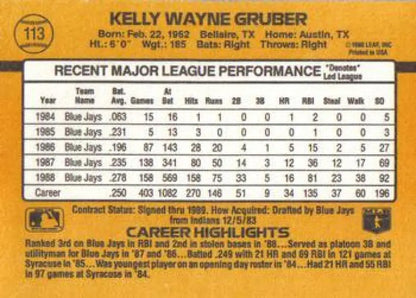 113
KELLY WAYNE GRUBER
Born: Feb. 22, 1962 Bellaire, TX Home: Austin, TX
Ht.: 6'0" Wgt.: 185 Bats: Right Throws: Right
© 1988 LEAF, INC.
Printed in USA
RECENT MAJOR LEAGUE PERFORMANCE
"Denotes" Led League
Year Team Name Bat. Avg. Games At Bat Hits Runs 2B 3B HR RBI Steal Walk SO
1984 Blue Jays .063 15 16 1 1 0 0 1 2 0 0 5
1985 Blue Jays .231 5 13 3 0 0 0 0 1 0 0 3
1986 Blue Jays .196 87 143 28 20 4 1 5 15 2 5 27
1987 Blue Jays .235 138 341 80 50 14 3 12 36 12 17 69
1988 Blue Jays .278 158 569 158 75 33 5 16 81 23 38 92
Career .250 403 1082 270 146 51 9 34 135 37 60 196
Contract Status: Signed thru 1989. How Acquired: Drafted by Blue Jays
from Indians 12/5/83
CAREER HIGHLIGHTS
Ranked 3rd on Blue Jays in RBI and 2nd in stolen bases in '88...Served as platoon 3B and
utilityman for Blue Jays in '87 and '86...Batted .249 with 21 HR and 69 RBI in 121 games at
Syracuse in '85...Was youngest player on opening day roster in '84...Had 21 HR and 55 RBI
in 97 games at Syracuse in '84.